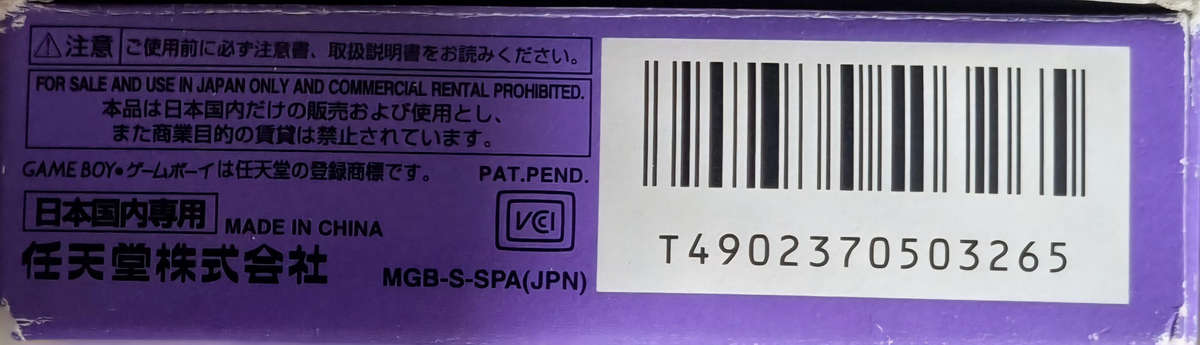 ⚠注意 ご使用前に必ず注意書、取扱説明書をお読みください。
FOR SALE AND USE IN JAPAN ONLY AND COMMERCIAL RENTAL PROHIBITED.
本品は日本国内だけの販売および使用とし、
また商業目的の賃貸は禁止されています。
GAME BOY・ゲームボーイは任天堂の登録商標です。 PAT.PEND.
日本国内専用 MADE IN CHINA
VCCI
任天堂株式会社 MGB-S-SPA(JPN)
T4902370503265